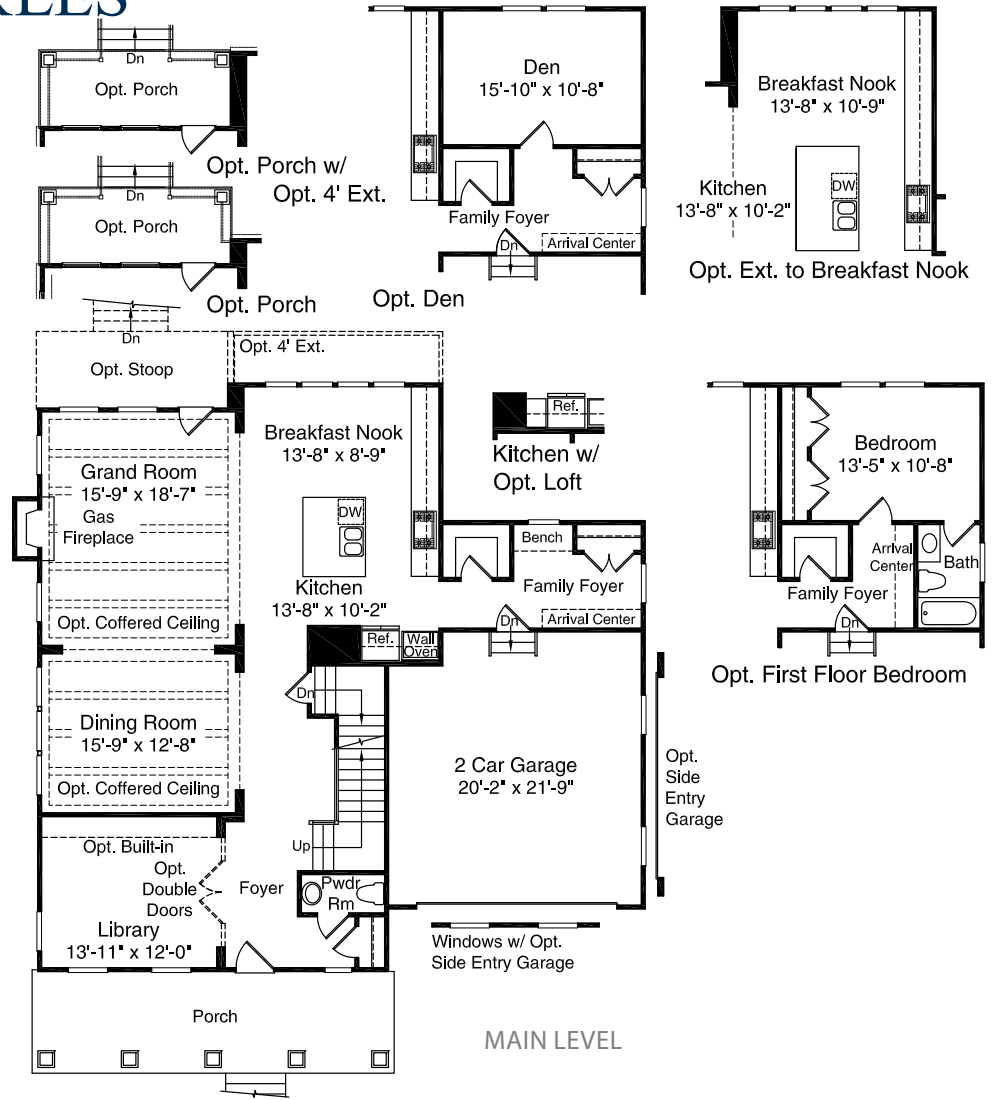 Dn
Opt. Porch
Opt. Porch w/
Opt. 4' Ext.
Dn
Opt. Porch
Opt. Porch
Den
15'-10" x 10'-8"
Family Foyer
Dn
Arrival Center
Opt. Den
Breakfast Nook
13'-8" x 10'-9"
Kitchen
13'-8" x 10'-2"
DW
Opt. Ext. to Breakfast Nook
Dn
Opt. Stoop
Opt. 4' Ext.
Grand Room
15'-9" x 18'-7"
Gas
Fireplace
Opt. Coffered Ceiling
Breakfast Nook
13'-8" x 8'-9"
DW
Kitchen
13'-8" x 10'-2"
Ref.
Wall
Oven
Ref.
Kitchen w/
Opt. Loft
Bench
Family Foyer
Dn
Arrival Center
Bedroom
13'-5" x 10'-8"
Arrival
Center
Bath
Family Foyer
Dn
Opt. First Floor Bedroom
Dining Room
15'-9" x 12'-8"
Opt. Coffered Ceiling
Dn
Up
2 Car Garage
20'-2" x 21'-9"
Opt.
Side
Entry
Garage
Opt. Built-in
Opt.
Double
Doors
Foyer
Pwdr
Rm
Library
13'-11" x 12'-0"
Windows w/ Opt.
Side Entry Garage
Porch
MAIN LEVEL